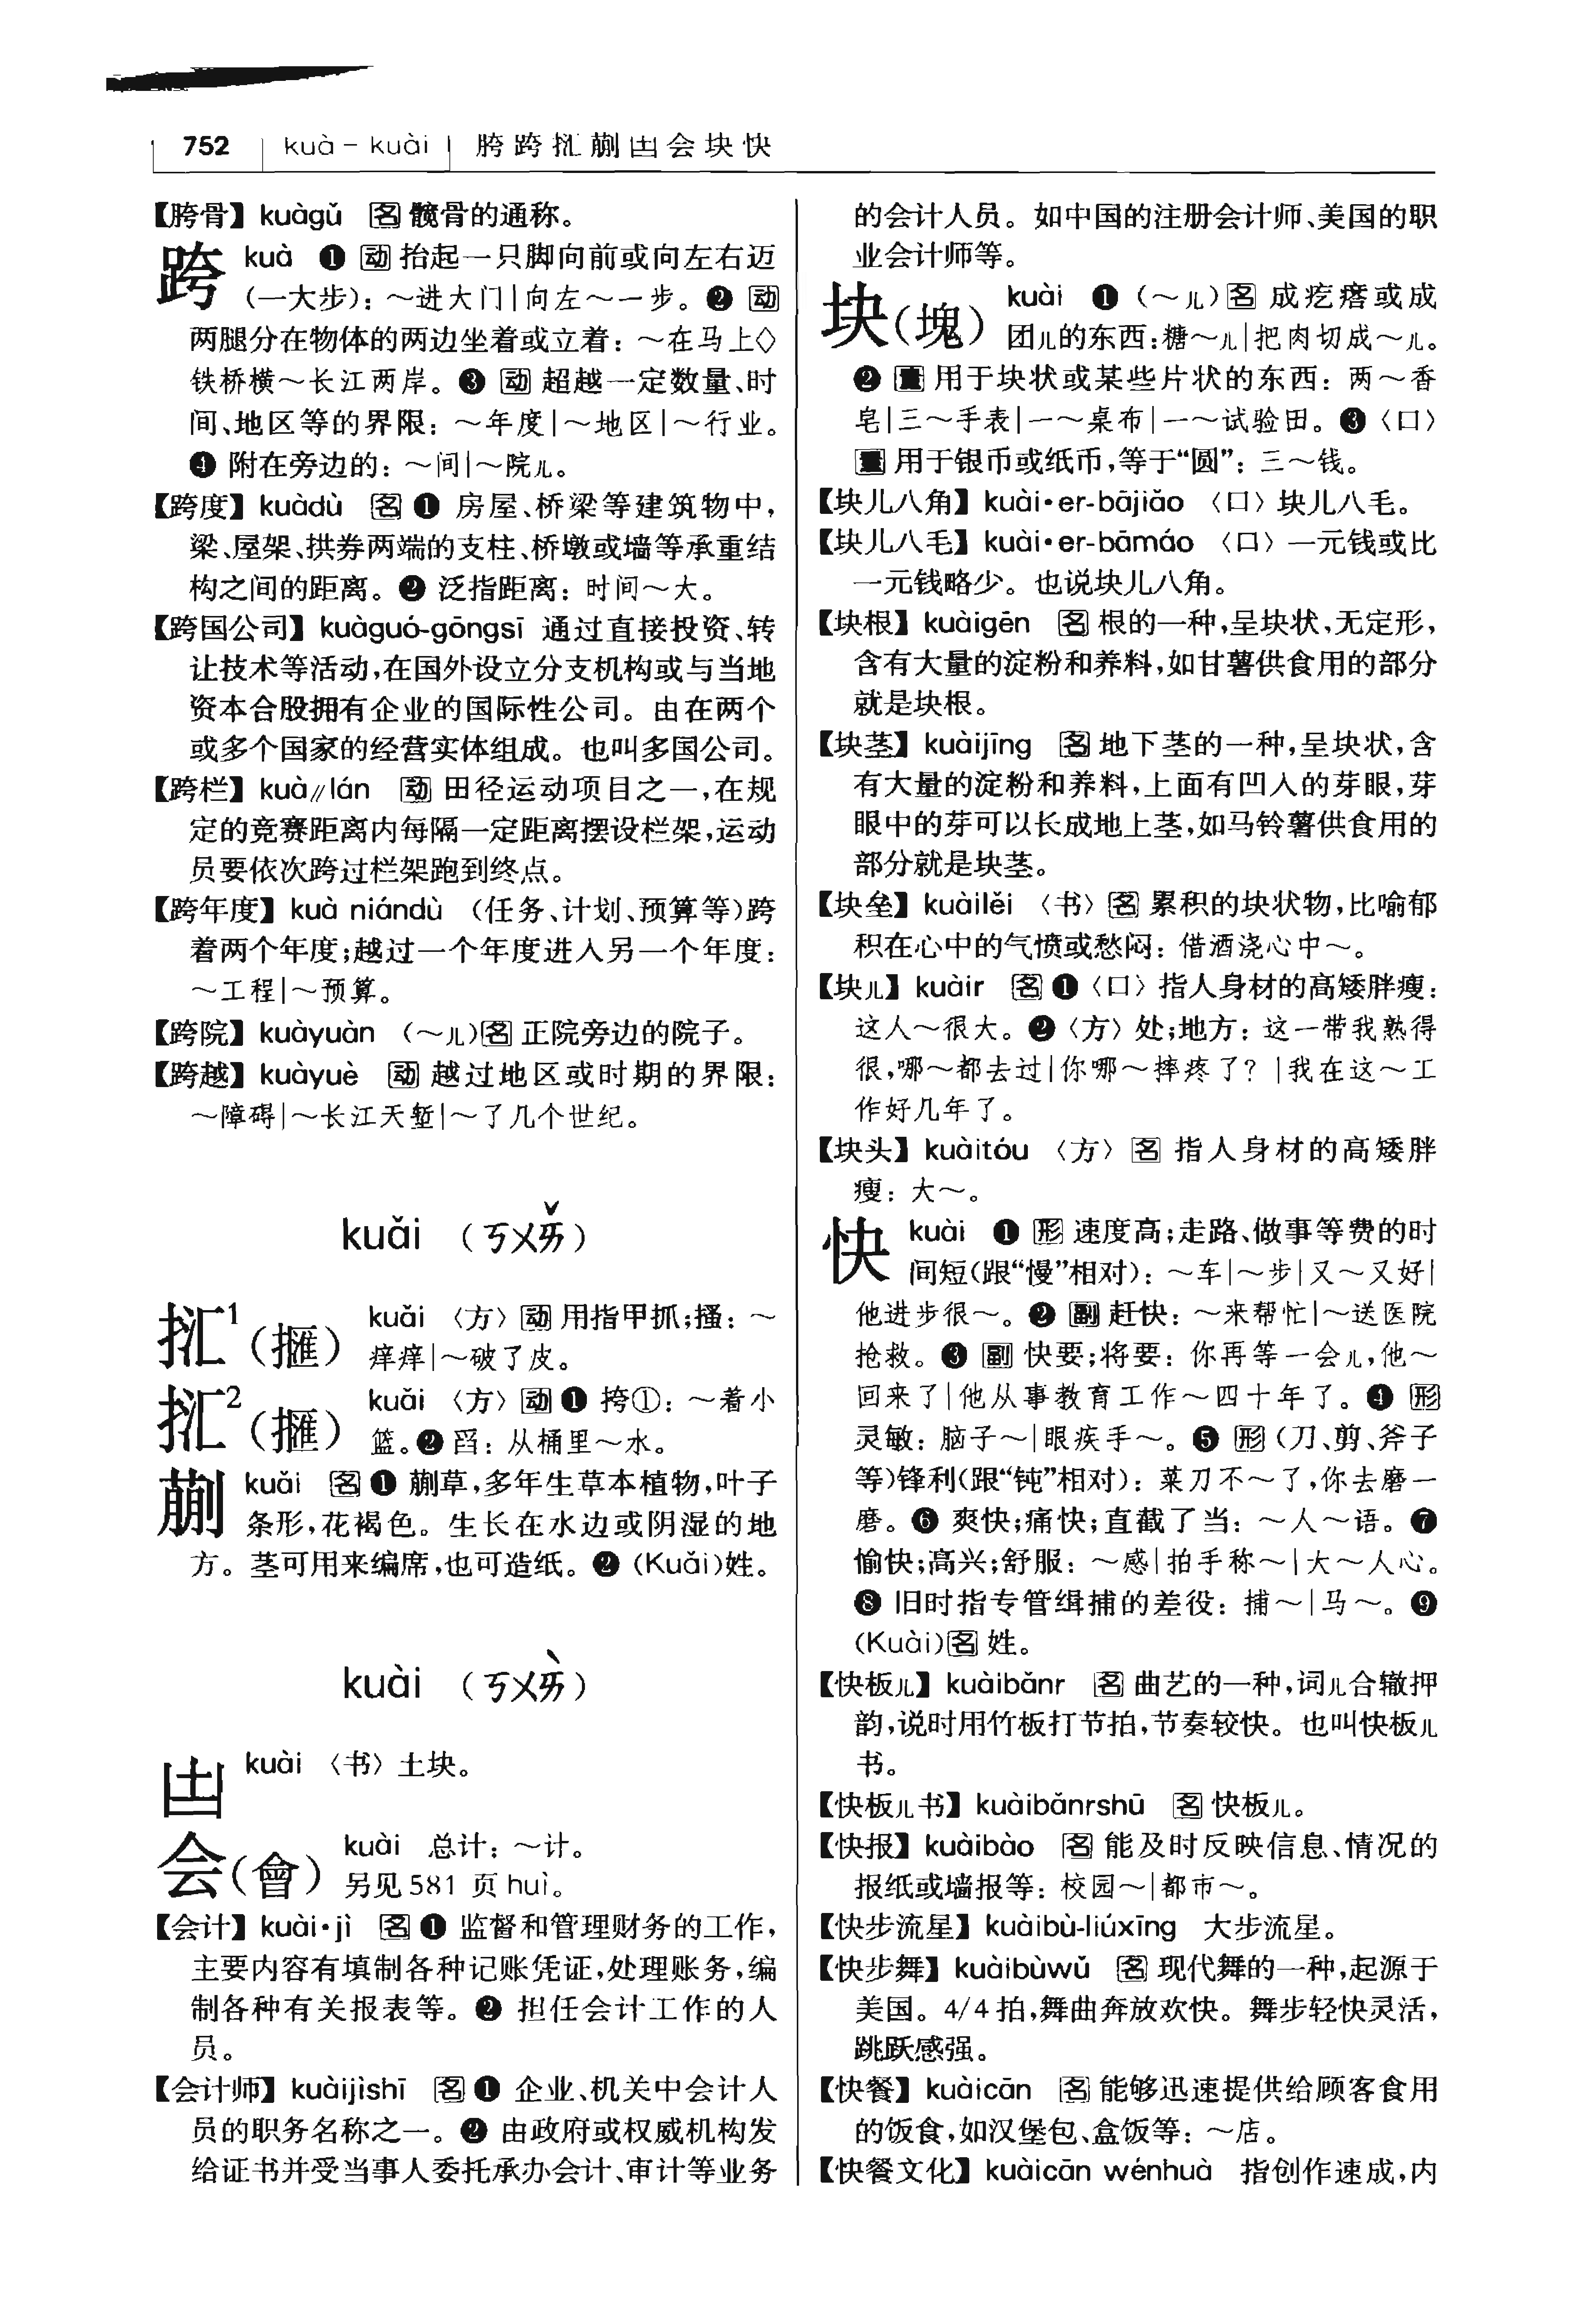 752 kuà – kuài 胯跨㧟蒯凷会块快
【胯骨】kuàgǔ 名 髋骨的通称。
跨 kuà ❶ 动 抬起一只脚向前或向左右迈
(一大步)：～进大门|向左～一步。❷ 动
两腿分在物体的两边坐着或立着：～在马上◇
铁桥横～长江两岸。❸ 动 超越一定数量、时
间、地区等的界限：～年度|～地区|～行业。
❹ 附在旁边的：～间|～院儿。
【跨度】kuàdù 名 ❶ 房屋、桥梁等建筑物中，
梁、屋架、拱券两端的支柱、桥墩或墙等承重结
构之间的距离。❷ 泛指距离：时间～大。
【跨国公司】kuàguó-gōngsī 通过直接投资、转
让技术等活动，在国外设立分支机构或与当地
资本合股拥有企业的国际性公司。由在两个
或多个国家的经营实体组成。也叫多国公司。
【跨栏】kuà//lán 动 田径运动项目之一，在规
定的竞赛距离内每隔一定距离摆设栏架，运动
员要依次跨过栏架跑到终点。
【跨年度】kuà niándù （任务、计划、预算等）跨
着两个年度；越过一个年度进入另一个年度：
～工程|～预算。
【跨院】kuàyuàn （～儿）名 正院旁边的院子。
【跨越】kuàyuè 动 越过地区或时期的界限：
～障碍|～长江天堑|～了几个世纪。
kuǎi （ㄎㄨㄞˇ）
㧟¹（擓） kuǎi 〈方〉动 用指甲抓；搔：～
痒痒|～破了皮。
㧟²（擓） kuǎi 〈方〉动 ❶ 挎①：～着小
篮。❷ 舀：从桶里～水。
蒯 kuǎi 名 ❶ 蒯草，多年生草本植物，叶子
条形，花褐色。生长在水边或阴湿的地
方。茎可用来编席，也可造纸。❷ (Kuǎi)姓。
kuài （ㄎㄨㄞˋ）
凷 kuài 〈书〉土块。
会（會） kuài 总计：～计。
另见 581 页 huì。
【会计】kuài·jì 名 ❶ 监督和管理财务的工作，
主要内容有填制各种记账凭证，处理账务，编
制各种有关报表等。❷ 担任会计工作的人
员。
【会计师】kuàijìshī 名 ❶ 企业、机关中会计人
员的职务名称之一。❷ 由政府或权威机构发
给证书并受当事人委托承办会计、审计等业务
的会计人员。如中国的注册会计师、美国的职
业会计师等。
块（塊） kuài ❶ （～儿）名 成疙瘩或成
团儿的东西：糖～儿|把肉切成～儿。
❷ 量 用于块状或某些片状的东西：两～香
皂|三～手表|一～桌布|一～试验田。❸〈口〉
量 用于银币或纸币，等于“圆”：三～钱。
【块儿八角】kuài·er-bājiǎo 〈口〉块儿八毛。
【块儿八毛】kuài·er-bāmáo 〈口〉一元钱或比
一元钱略少。也说块儿八角。
【块根】kuàigēn 名 根的一种，呈块状，无定形，
含有大量的淀粉和养料，如甘薯供食用的部分
就是块根。
【块茎】kuàijīng 名 地下茎的一种，呈块状，含
有大量的淀粉和养料，上面有凹入的芽眼，芽
眼中的芽可以长成地上茎，如马铃薯供食用的
部分就是块茎。
【块垒】kuàilěi 〈书〉名 累积的块状物，比喻郁
积在心中的气愤或愁闷：借酒浇心中～。
【块儿】kuàir 名 ❶〈口〉指人身材的高矮胖瘦：
这人～很大。❷〈方〉处；地方：这一带我熟得
很，哪～都去过|你哪～摔疼了？|我在这～工
作好几年了。
【块头】kuàitóu 〈方〉名 指人身材的高矮胖
瘦：大～。
快 kuài ❶ 形 速度高；走路、做事等费的时
间短（跟“慢”相对）：～车|～步|又～又好|
他进步很～。❷ 副 赶快：～来帮忙|～送医院
抢救。❸ 副 快要；将要：你再等一会儿，他～
回来了|他从事教育工作～四十年了。❹ 形
灵敏：脑子～|眼疾手～。❺ 形（刀、剪、斧子
等）锋利（跟“钝”相对）：菜刀不～了，你去磨一
磨。❻ 爽快；痛快；直截了当：～人～语。❼
愉快；高兴；舒服：～感|拍手称～|大～人心。
❽ 旧时指专管缉捕的差役：捕～|马～。❾
(Kuài)名 姓。
【快板儿】kuàibǎnr 名 曲艺的一种，词儿合辙押
韵，说时用竹板打节拍，节奏较快。也叫快板儿
书。
【快板儿书】kuàibǎnrshū 名 快板儿。
【快报】kuàibào 名 能及时反映信息、情况的
报纸或墙报等：校园～|都市～。
【快步流星】kuàibù-liúxīng 大步流星。
【快步舞】kuàibùwǔ 名 现代舞的一种，起源于
美国。4/4 拍，舞曲奔放欢快。舞步轻快灵活，
跳跃感强。
【快餐】kuàicān 名 能够迅速提供给顾客食用
的饭食，如汉堡包、盒饭等：～店。
【快餐文化】kuàicān wénhuà 指创作速成，内